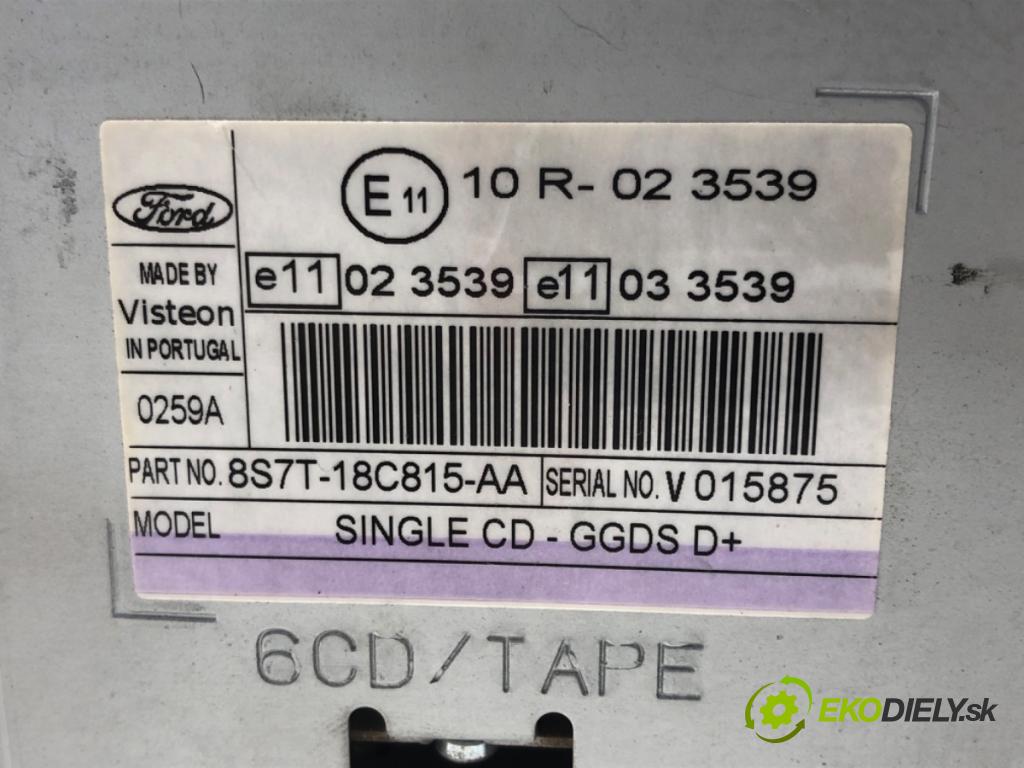 Ford
E 11 10 R- 02 3539
MADE BY
Visteon
IN PORTUGAL
e11 02 3539 e11 03 3539
0259A
PART NO. 8S7T-18C815-AA SERIAL NO. V 015875
MODEL SINGLE CD - GGDS D+
6CD/TAPE
EKODIELY.sk